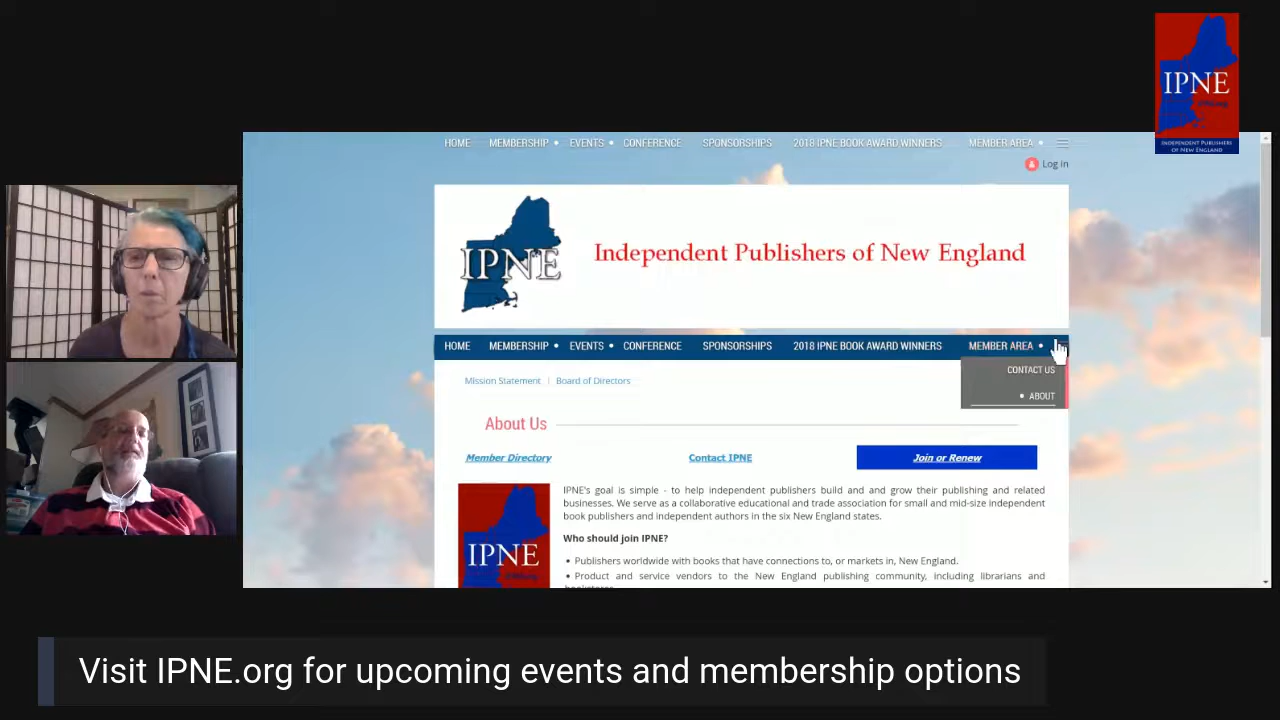 IPNE
INDEPENDENT PUBLISHERS
OF NEW ENGLAND
HOME MEMBERSHIP • EVENTS • CONFERENCE SPONSORSHIPS 2018 IPNE BOOK AWARD WINNERS MEMBER AREA •
Log in
IPNE
Independent Publishers of New England
HOME MEMBERSHIP • EVENTS • CONFERENCE SPONSORSHIPS 2018 IPNE BOOK AWARD WINNERS MEMBER AREA •
CONTACT US
• ABOUT
Mission Statement | Board of Directors
About Us
Member Directory Contact IPNE Join or Renew
IPNE's goal is simple - to help independent publishers build and and grow their publishing and related
businesses. We serve as a collaborative educational and trade association for small and mid-size independent
book publishers and independent authors in the six New England states.
Who should join IPNE?
• Publishers worldwide with books that have connections to, or markets in, New England.
• Product and service vendors to the New England publishing community, including librarians and
IPNE
Visit IPNE.org for upcoming events and membership options